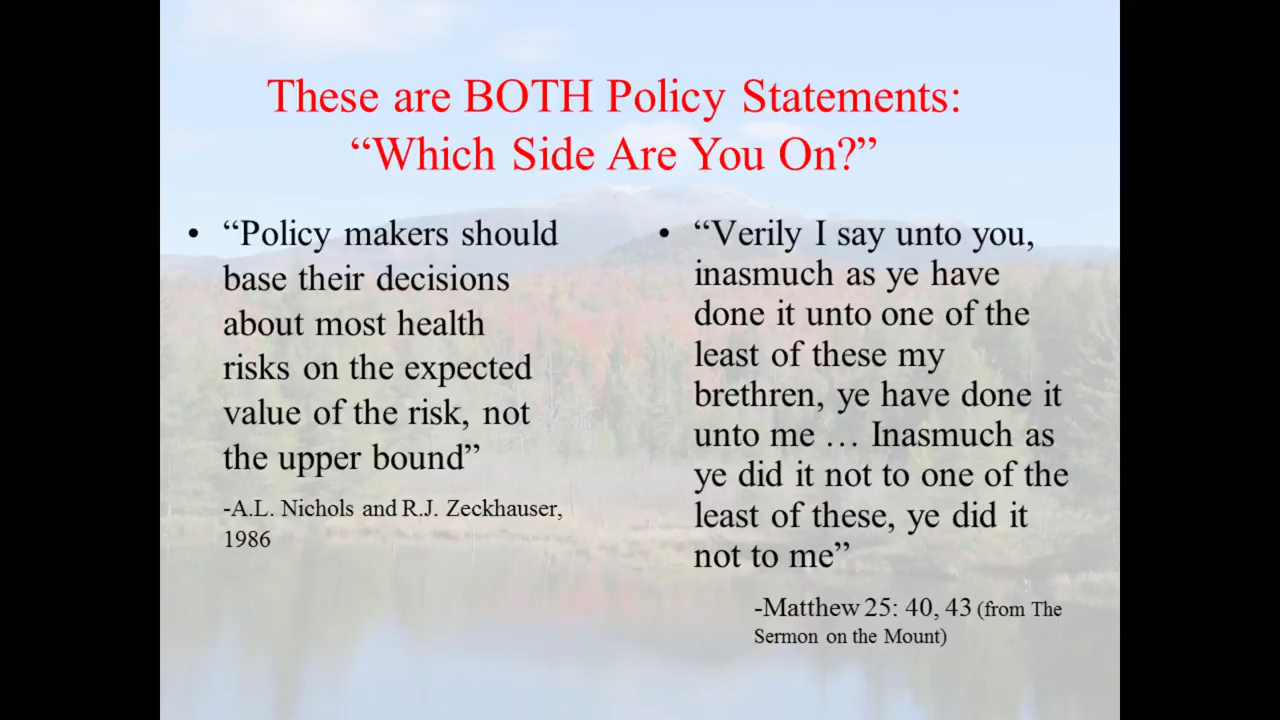 These are BOTH Policy Statements:
“Which Side Are You On?”
• “Policy makers should
base their decisions
about most health
risks on the expected
value of the risk, not
the upper bound”
-A.L. Nichols and R.J. Zeckhauser,
1986
• “Verily I say unto you,
inasmuch as ye have
done it unto one of the
least of these my
brethren, ye have done it
unto me … Inasmuch as
ye did it not to one of the
least of these, ye did it
not to me”
-Matthew 25: 40, 43 (from The
Sermon on the Mount)